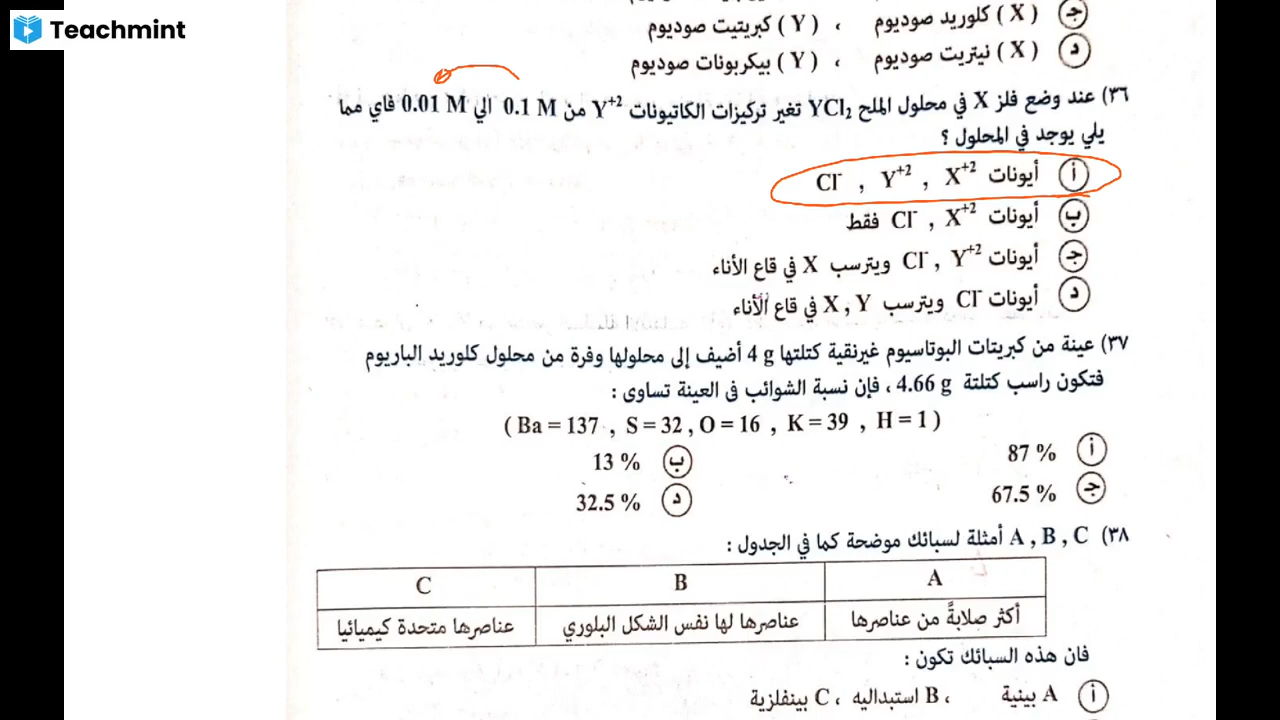 Teachmint
ج ( X ) كلوريد صوديوم ، ( Y ) كبريتيت صوديوم
د ( X ) نيتريت صوديوم ، ( Y ) بيكربونات صوديوم
٣٦) عند وضع فلز X في محلول الملح YCl₂ تغير تركيزات الكاتيونات Y⁺² من 0.1 M الي 0.01 M فاي مما
يلي يوجد في المحلول ؟
أ أيونات X⁺² , Y⁺² , Cl⁻
ب أيونات X⁺² , Cl⁻ فقط
ج أيونات Y⁺² , Cl⁻ ويترسب X في قاع الأناء
د أيونات Cl⁻ ويترسب X , Y في قاع الأناء
٣٧) عينة من كبريتات البوتاسيوم غيرنقية كتلتها 4 g أضيف إلى محلولها وفرة من محلول كلوريد الباريوم
فتكون راسب كتلتة 4.66 g ، فإن نسبة الشوائب فى العينة تساوى :
( Ba = 137 , S = 32 , O = 16 , K = 39 , H = 1 )
أ 87 % ب 13 %
ج 67.5 % د 32.5 %
٣٨) A , B , C أمثلة لسبائك موضحة كما في الجدول :
A B C
أكثر صلابةً من عناصرها عناصرها لها نفس الشكل البلوري عناصرها متحدة كيميائيا
فان هذه السبائك تكون :
أ A بينية ، B استبداليه ، C بينفلزية